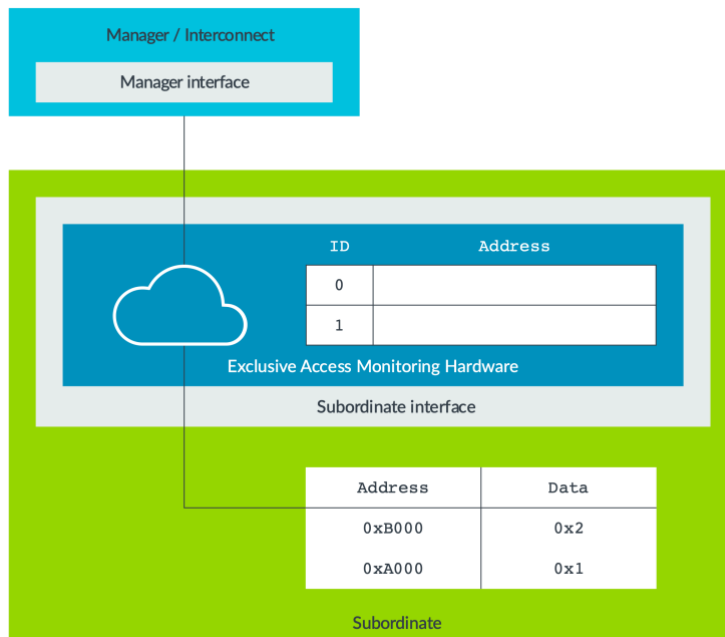 Manager / Interconnect
Manager interface
ID Address
0
1
Exclusive Access Monitoring Hardware
Subordinate interface
Address Data
0xB000 0x2
0xA000 0x1
Subordinate